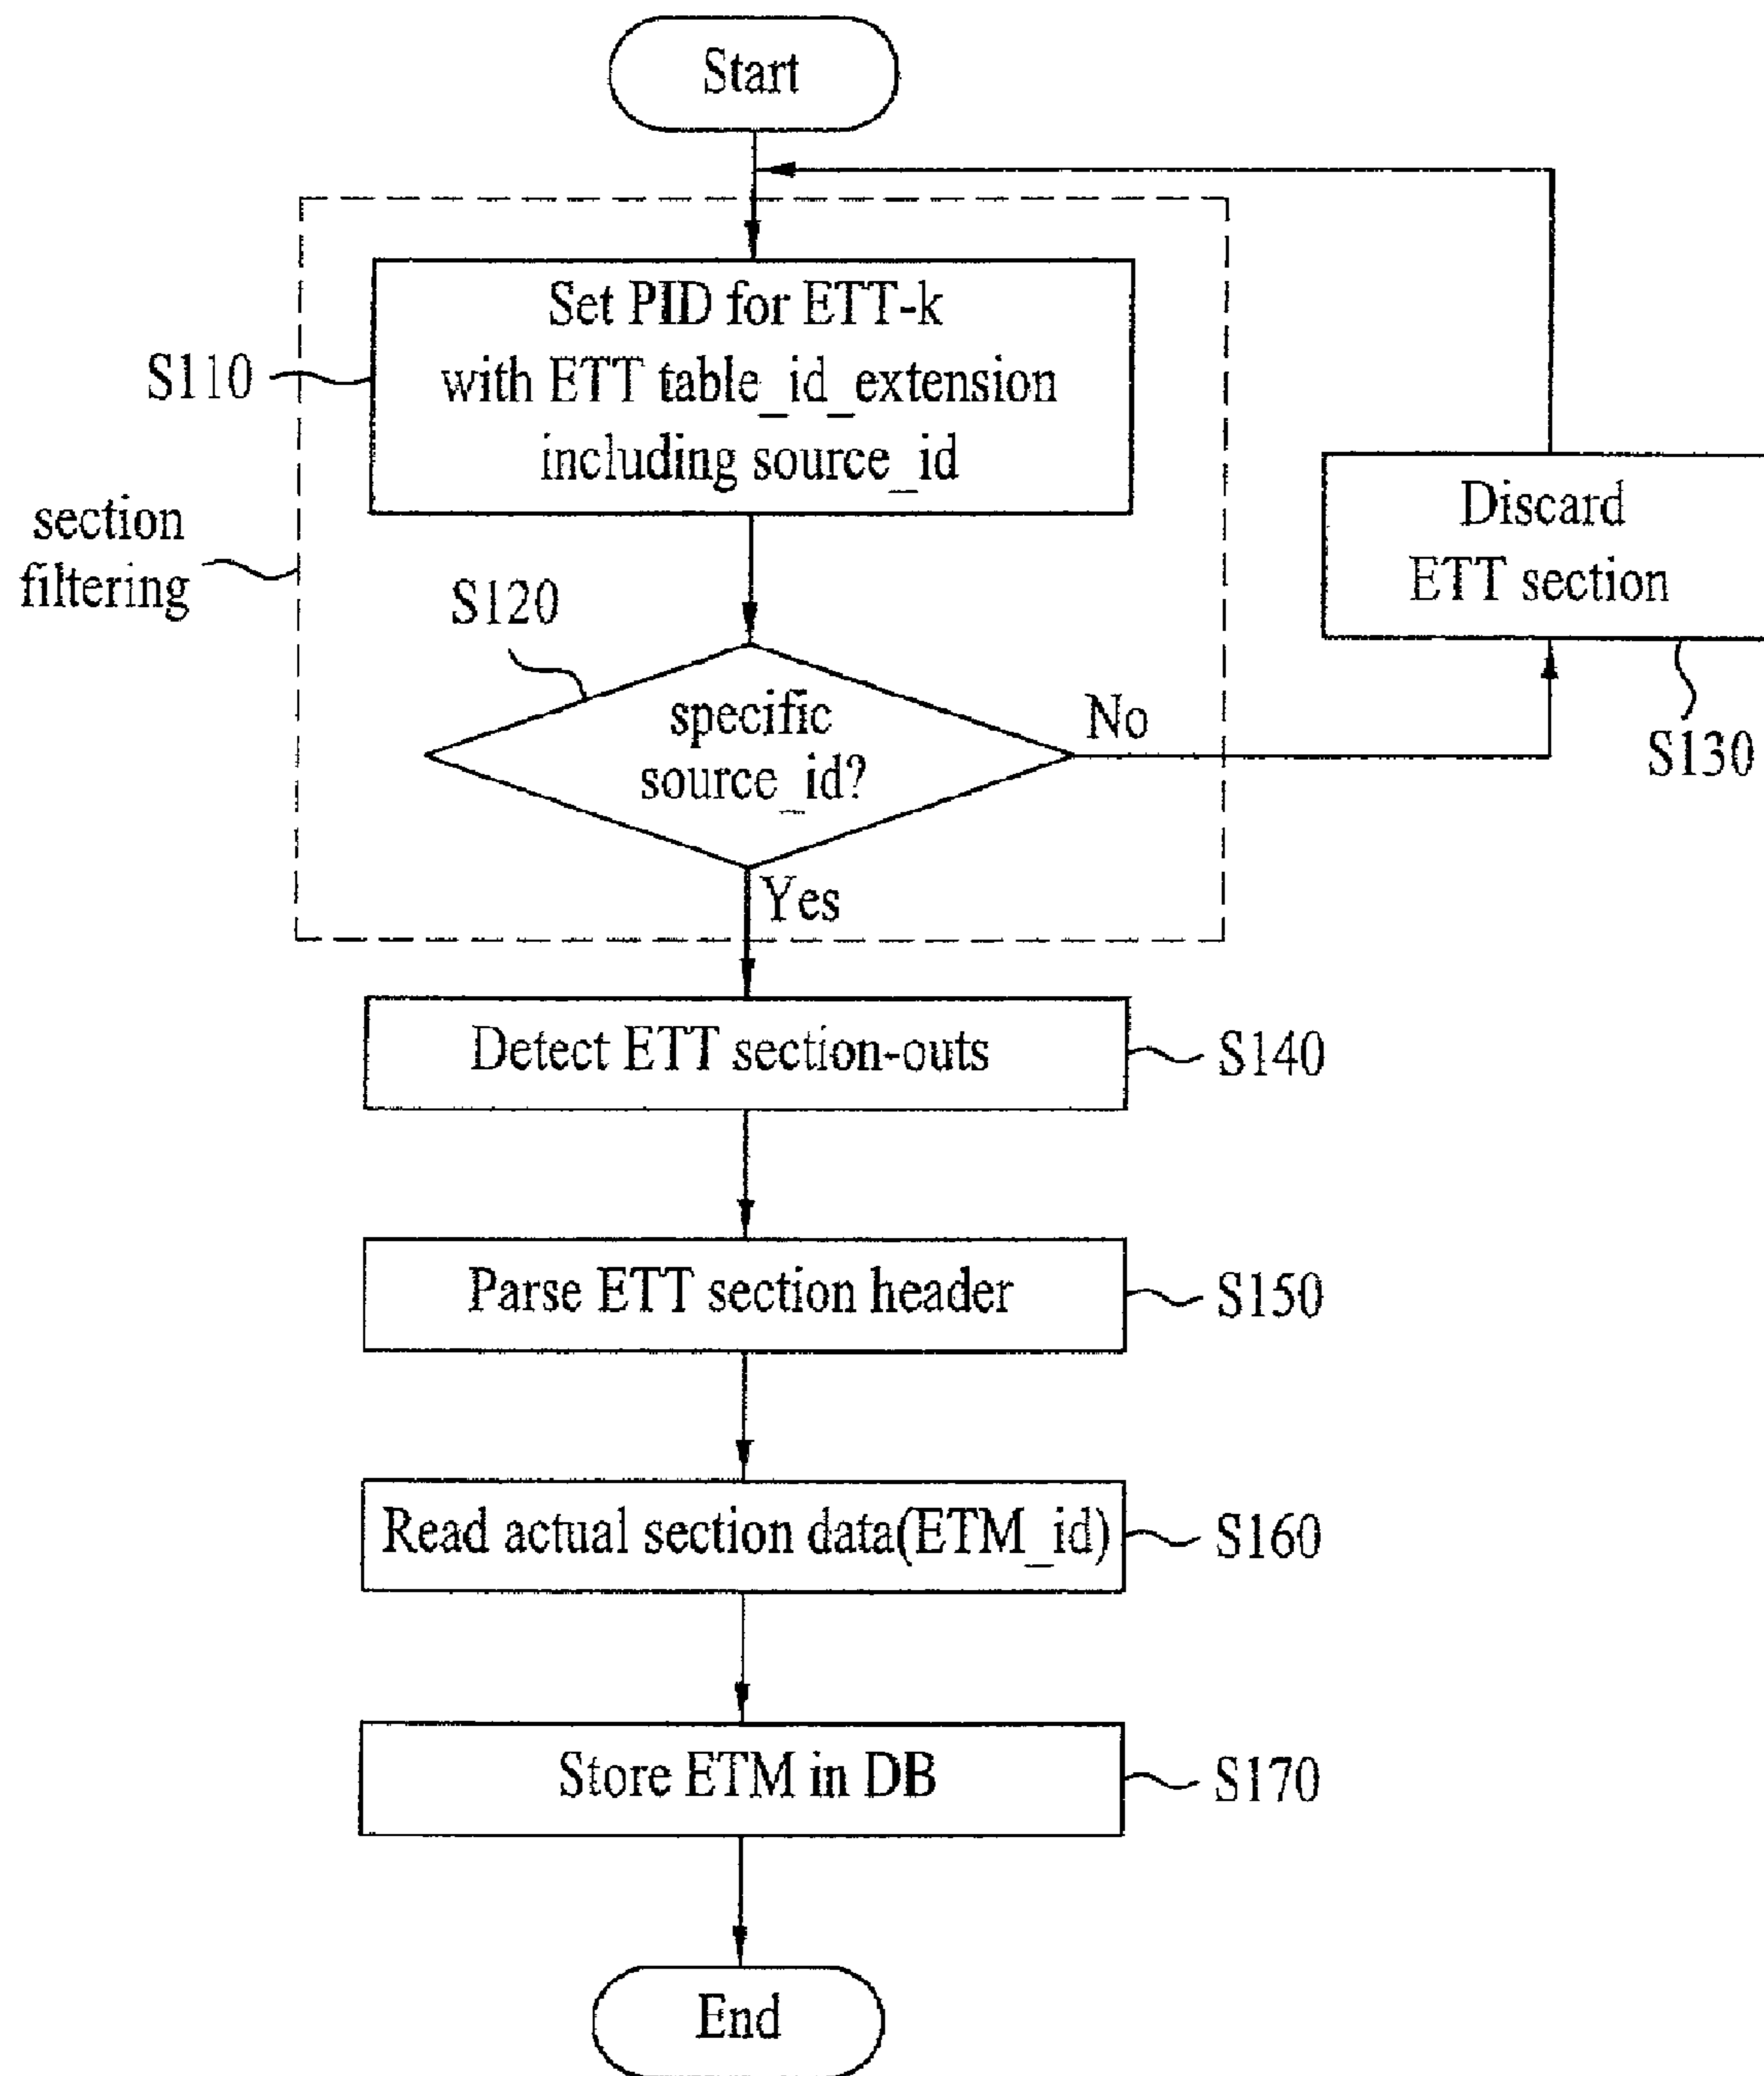 Start
Set PID for ETT-k
with ETT table_id_extension
including source_id
S110
section
filtering
Discard
ETT section
S130
S120
specific
source_id?
No
Yes
Detect ETT section-outs
S140
Parse ETT section header
S150
Read actual section data(ETM_id)
S160
Store ETM in DB
S170
End